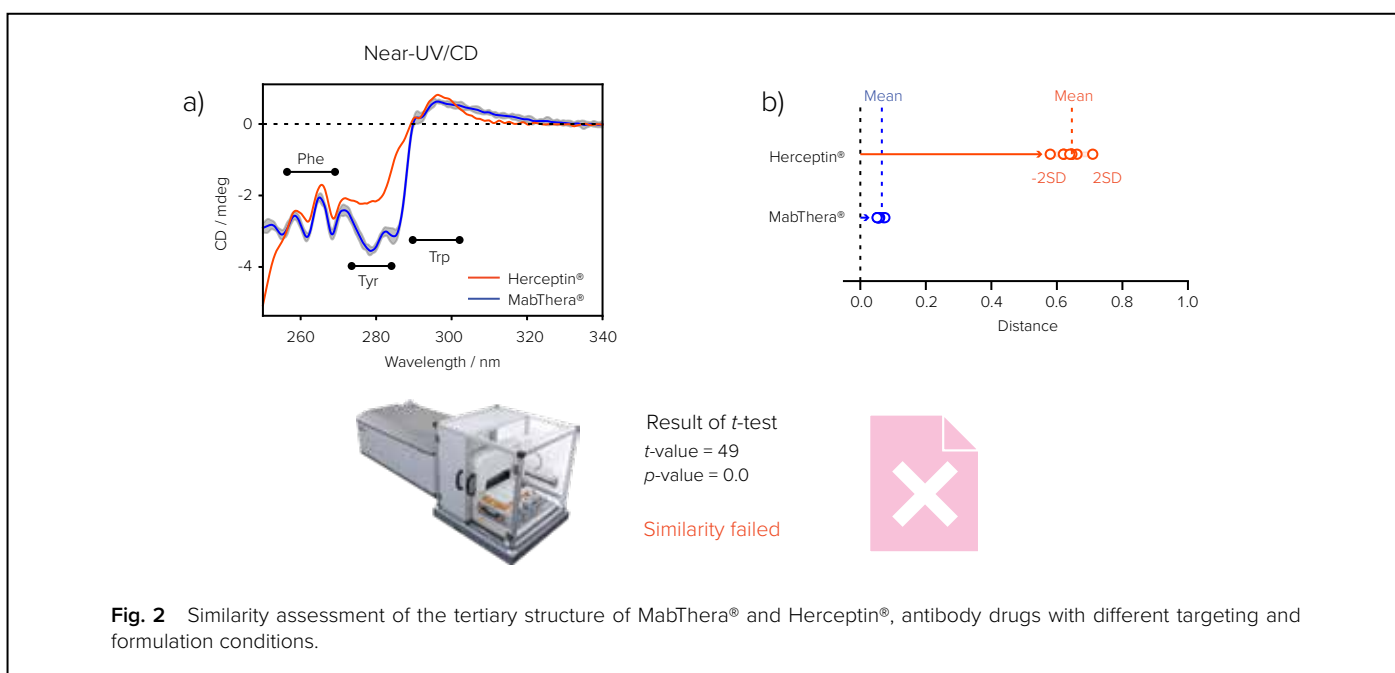 Near-UV/CD
a)
0
-2
-4
CD / mdeg
Phe
Tyr
Trp
Herceptin®
MabThera®
260
280
300
320
340
Wavelength / nm
b)
Mean
Mean
Herceptin®
-2SD
2SD
MabThera®
0.0
0.2
0.4
0.6
0.8
1.0
Distance
Result of t-test
t-value = 49
p-value = 0.0
Similarity failed
Fig. 2 Similarity assessment of the tertiary structure of MabThera® and Herceptin®, antibody drugs with different targeting and
formulation conditions.